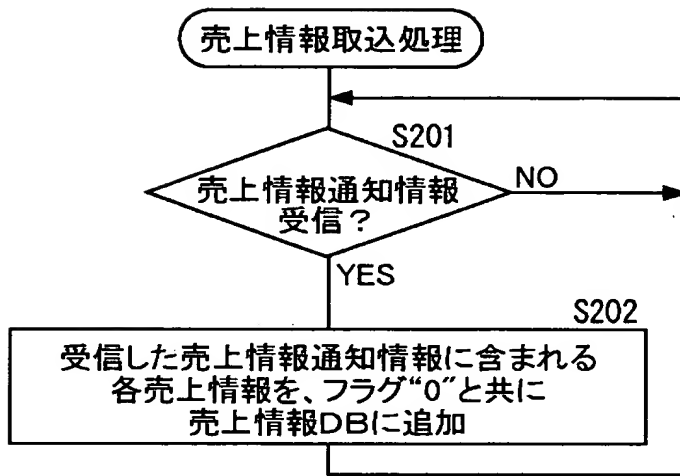 売上情報取込処理
S201
売上情報通知情報
受信？
NO
YES
S202
受信した売上情報通知情報に含まれる
各売上情報を、フラグ“0”と共に
売上情報DBに追加